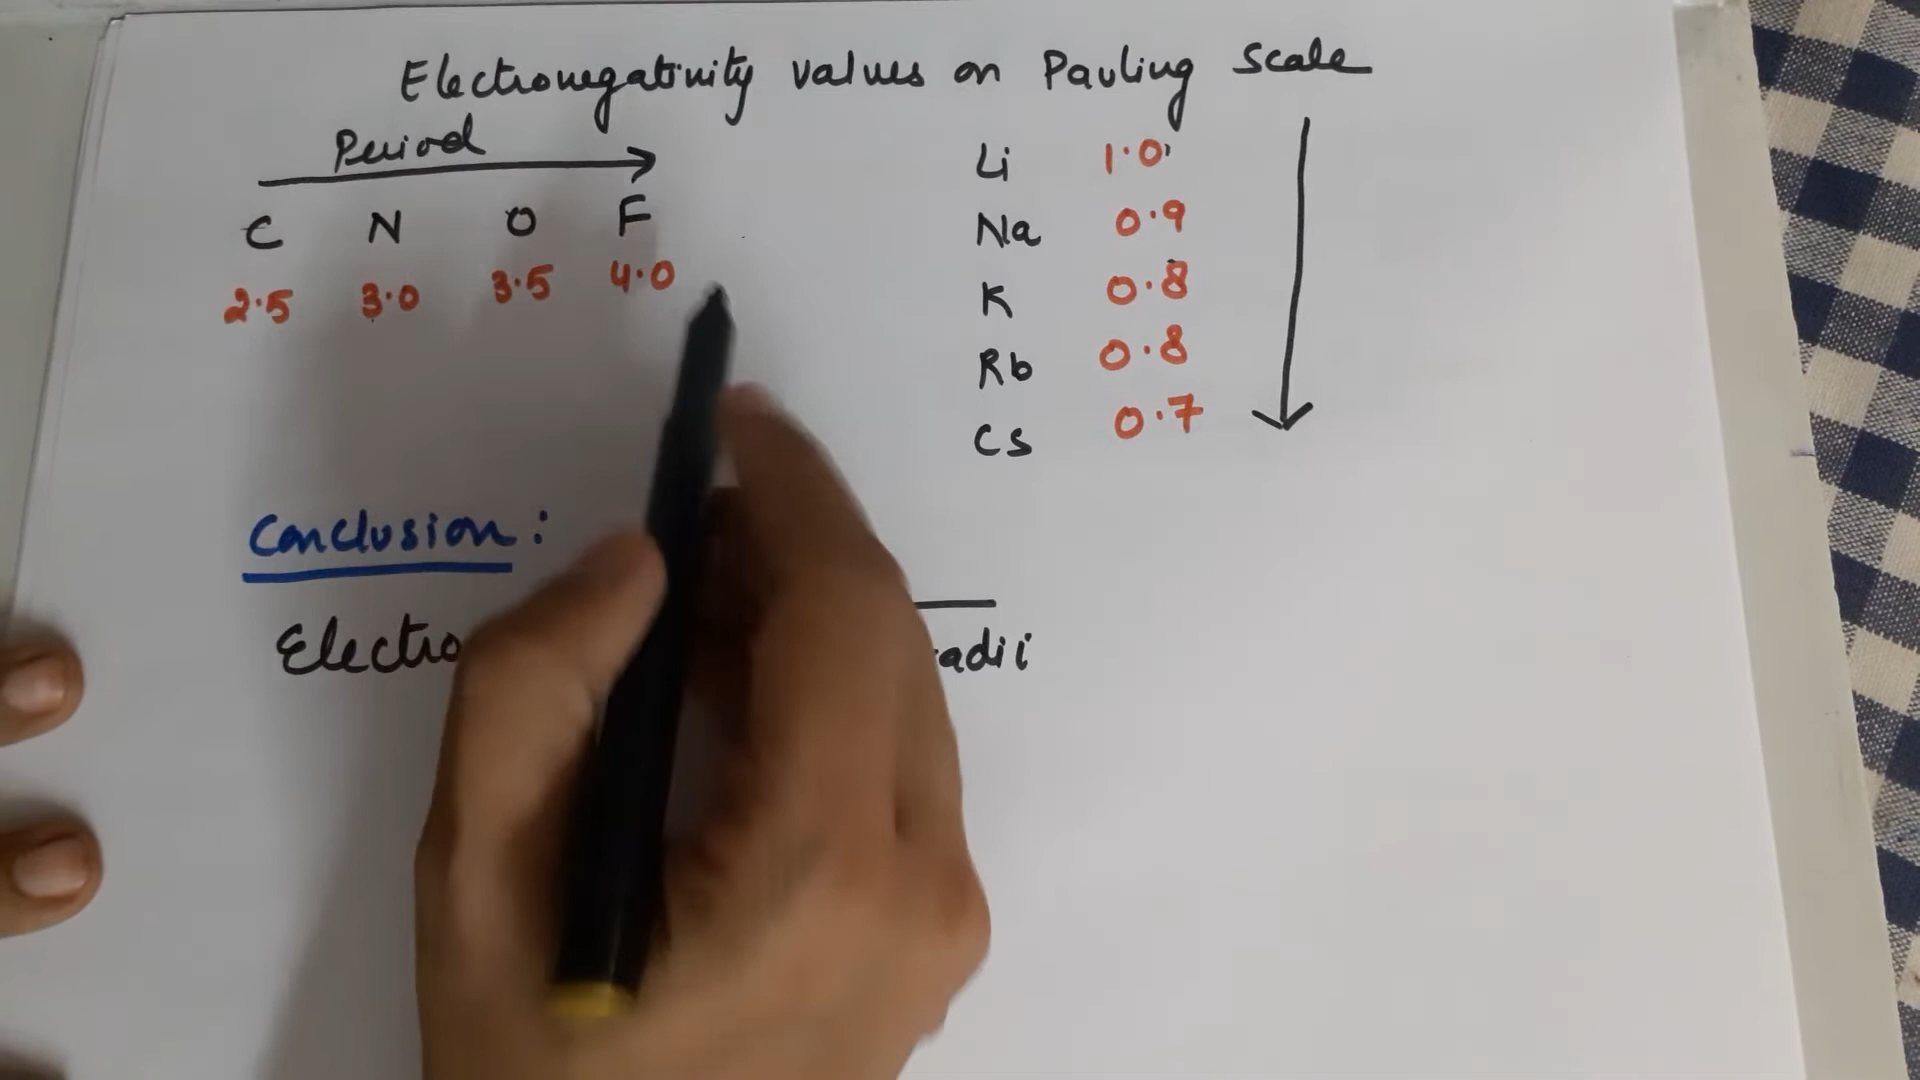 Electronegativity values on Pauling Scale
Period
C N O F
2.5 3.0 3.5 4.0
Li 1.0
Na 0.9
K 0.8
Rb 0.8
Cs 0.7
Conclusion: